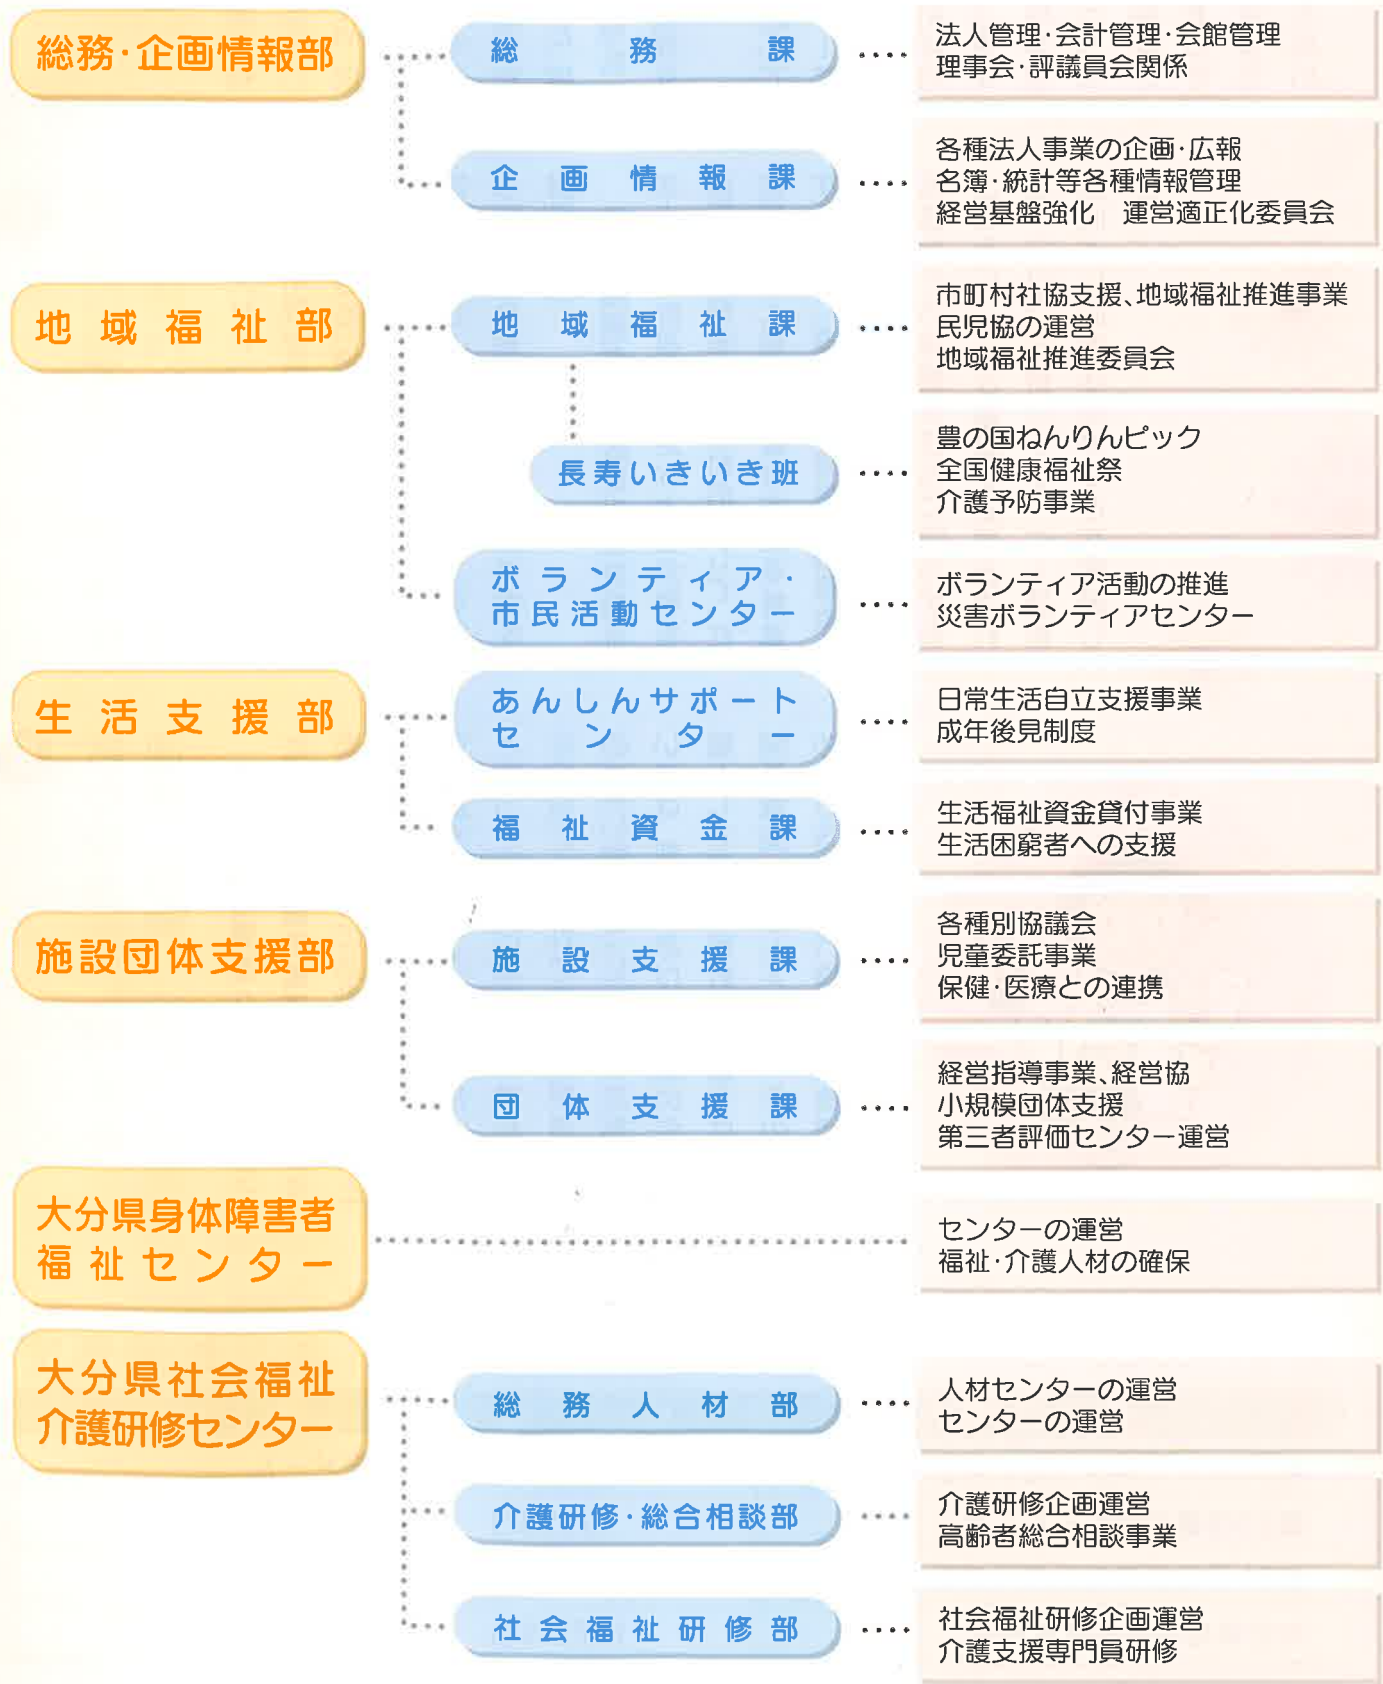 総務・企画情報部
総務課
法人管理・会計管理・会館管理
理事会・評議員会関係
企画情報課
各種法人事業の企画・広報
名簿・統計等各種情報管理
経営基盤強化　運営適正化委員会
地域福祉部
地域福祉課
市町村社協支援、地域福祉推進事業
民児協の運営
地域福祉推進委員会
長寿いきいき班
豊の国ねんりんピック
全国健康福祉祭
介護予防事業
ボランティア・
市民活動センター
ボランティア活動の推進
災害ボランティアセンター
生活支援部
あんしんサポート
センター
日常生活自立支援事業
成年後見制度
福祉資金課
生活福祉資金貸付事業
生活困窮者への支援
施設団体支援部
施設支援課
各種別協議会
児童委託事業
保健・医療との連携
団体支援課
経営指導事業、経営協
小規模団体支援
第三者評価センター運営
大分県身体障害者
福祉センター
センターの運営
福祉・介護人材の確保
大分県社会福祉
介護研修センター
総務人材部
人材センターの運営
センターの運営
介護研修・総合相談部
介護研修企画運営
高齢者総合相談事業
社会福祉研修部
社会福祉研修企画運営
介護支援専門員研修